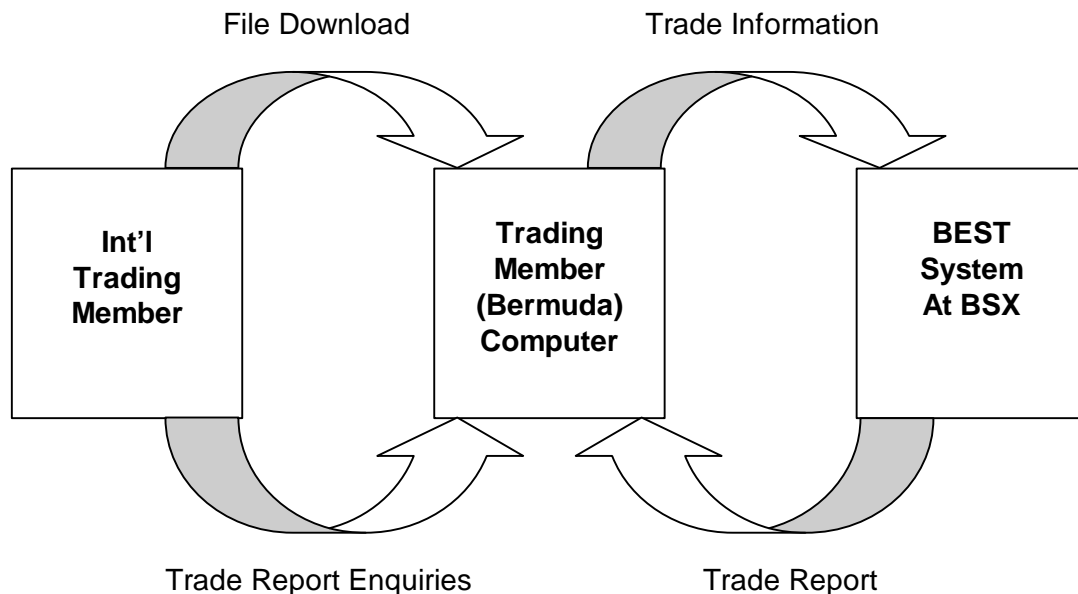 File Download
Trade Information
Int’l
Trading
Member
Trading
Member
(Bermuda)
Computer
BEST
System
At BSX
Trade Report Enquiries
Trade Report